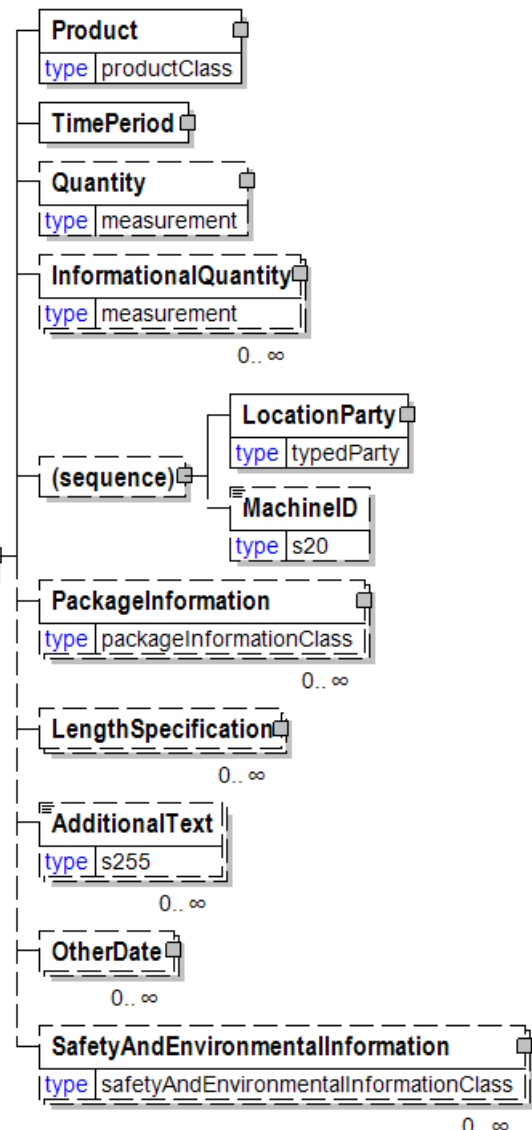 Product
type productClass
TimePeriod
Quantity
type measurement
InformationalQuantity
type measurement
0.. ∞
LocationParty
type typedParty
(sequence)
MachineID
type s20
PackageInformation
type packageInformationClass
0.. ∞
LengthSpecification
0.. ∞
AdditionalText
type s255
0.. ∞
OtherDate
0.. ∞
SafetyAndEnvironmentalInformation
type safetyAndEnvironmentalInformationClass
0.. ∞